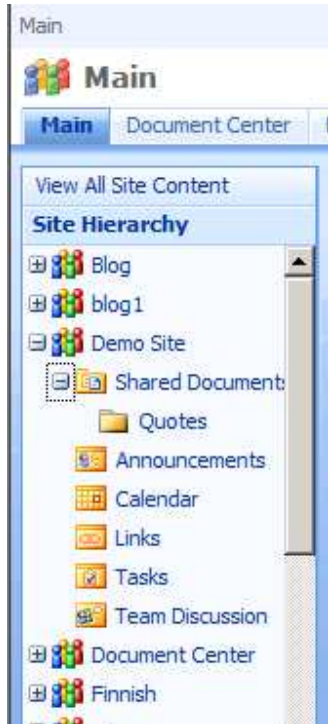 Main
Main
Main Document Center
View All Site Content
Site Hierarchy
Blog
blog1
Demo Site
Shared Document
Quotes
Announcements
Calendar
Links
Tasks
Team Discussion
Document Center
Finnish